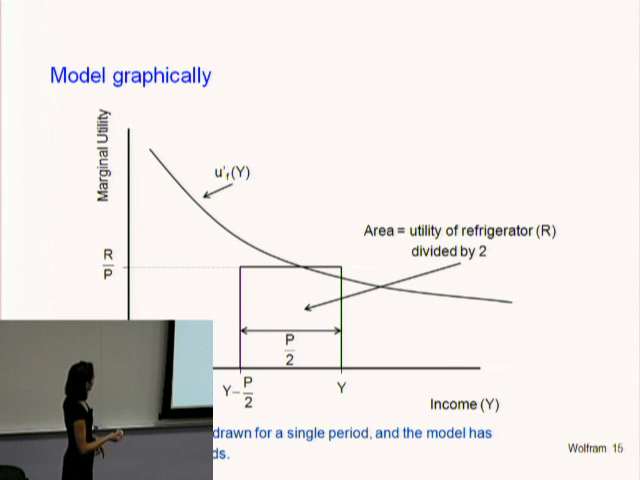 Model graphically
Marginal Utility
u'f(Y)
Area = utility of refrigerator (R)
divided by 2
R
P
P
2
Y–
P
2
Y
Income (Y)
drawn for a single period, and the model has
ds.
Wolfram 15